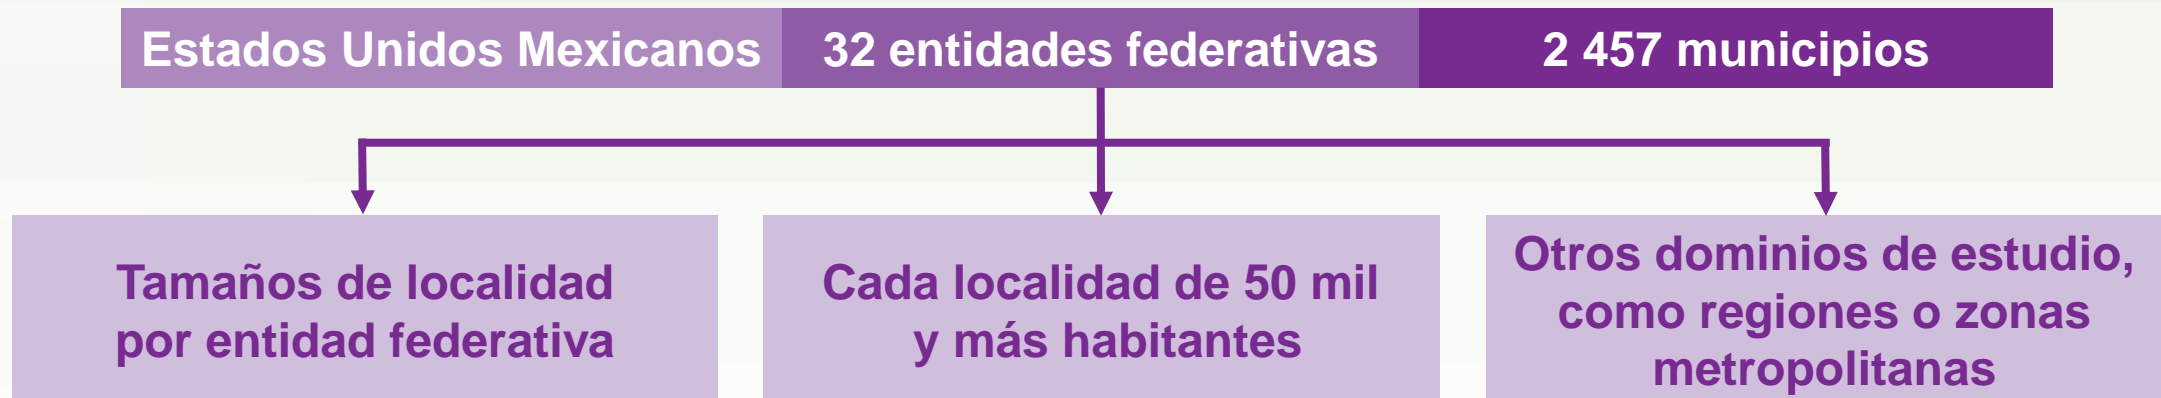 Estados Unidos Mexicanos
32 entidades federativas
2 457 municipios
Tamaños de localidad
por entidad federativa
Cada localidad de 50 mil
y más habitantes
Otros dominios de estudio,
como regiones o zonas
metropolitanas